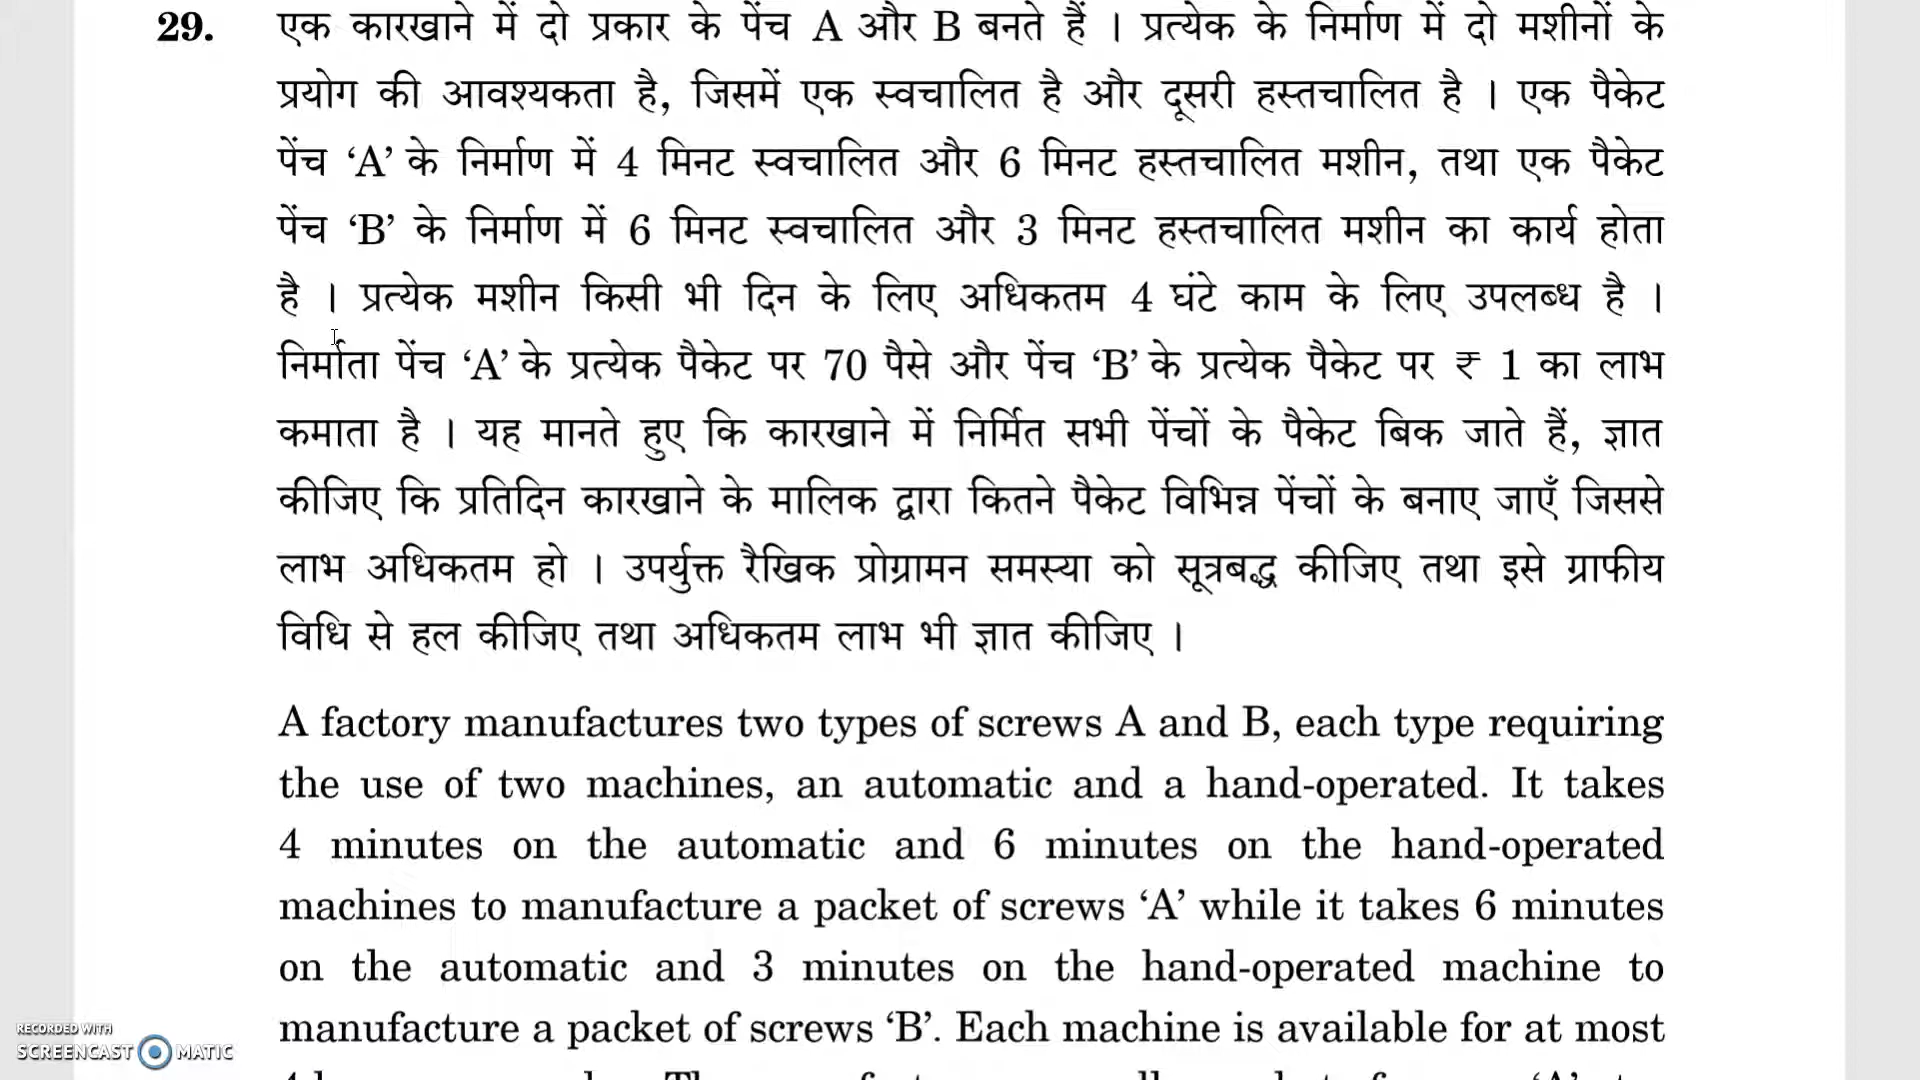 29. एक कारखाने में दो प्रकार के पेंच A और B बनते हैं । प्रत्येक के निर्माण में दो मशीनों के
प्रयोग की आवश्यकता है, जिसमें एक स्वचालित है और दूसरी हस्तचालित है । एक पैकेट
पेंच ‘A’ के निर्माण में 4 मिनट स्वचालित और 6 मिनट हस्तचालित मशीन, तथा एक पैकेट
पेंच ‘B’ के निर्माण में 6 मिनट स्वचालित और 3 मिनट हस्तचालित मशीन का कार्य होता
है । प्रत्येक मशीन किसी भी दिन के लिए अधिकतम 4 घंटे काम के लिए उपलब्ध है ।
निर्माता पेंच ‘A’ के प्रत्येक पैकेट पर 70 पैसे और पेंच ‘B’ के प्रत्येक पैकेट पर ₹ 1 का लाभ
कमाता है । यह मानते हुए कि कारखाने में निर्मित सभी पेंचों के पैकेट बिक जाते हैं, ज्ञात
कीजिए कि प्रतिदिन कारखाने के मालिक द्वारा कितने पैकेट विभिन्न पेंचों के बनाए जाएँ जिससे
लाभ अधिकतम हो । उपर्युक्त रैखिक प्रोग्रामन समस्या को सूत्रबद्ध कीजिए तथा इसे ग्राफीय
विधि से हल कीजिए तथा अधिकतम लाभ भी ज्ञात कीजिए ।
A factory manufactures two types of screws A and B, each type requiring
the use of two machines, an automatic and a hand-operated. It takes
4 minutes on the automatic and 6 minutes on the hand-operated
machines to manufacture a packet of screws ‘A’ while it takes 6 minutes
on the automatic and 3 minutes on the hand-operated machine to
manufacture a packet of screws ‘B’. Each machine is available for at most
RECORDED WITH
SCREENCAST MATIC